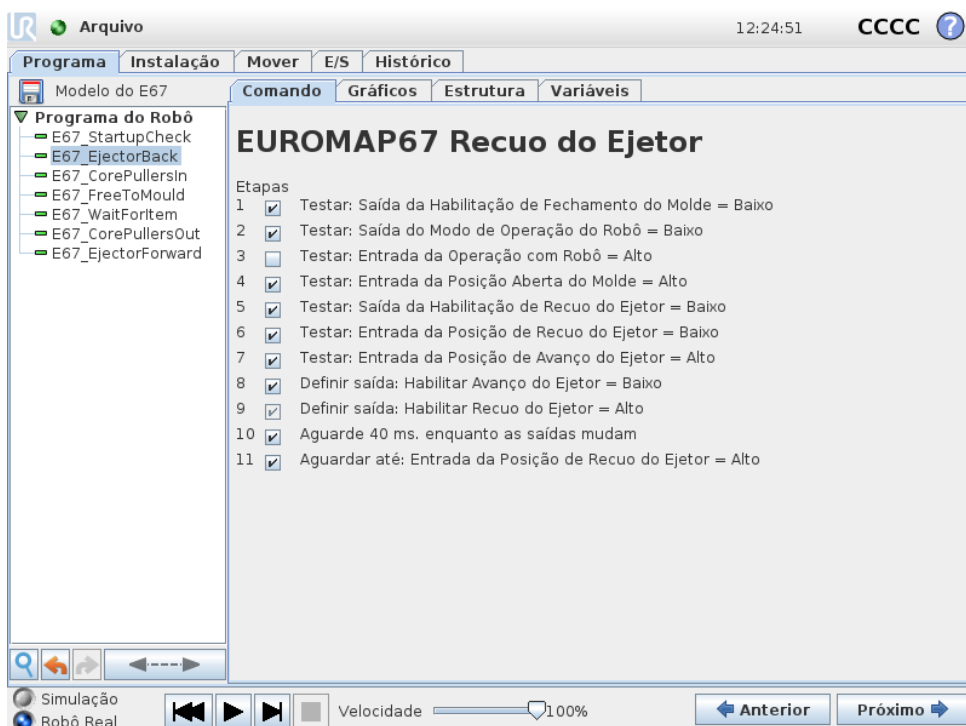 UR Arquivo 12:24:51 CCCC ?
Programa Instalação Mover E/S Histórico
Modelo do E67 Comando Gráficos Estrutura Variáveis
Programa do Robô
E67_StartupCheck
E67_EjectorBack
E67_CorePullersIn
E67_FreeToMould
E67_WaitForItem
E67_CorePullersOut
E67_EjectorForward
EUROMAP67 Recuo do Ejetor
Etapas
1 Testar: Saída da Habilitação de Fechamento do Molde = Baixo
2 Testar: Saída do Modo de Operação do Robô = Baixo
3 Testar: Entrada da Operação com Robô = Alto
4 Testar: Entrada da Posição Aberta do Molde = Alto
5 Testar: Saída da Habilitação de Recuo do Ejetor = Baixo
6 Testar: Entrada da Posição de Recuo do Ejetor = Baixo
7 Testar: Entrada da Posição de Avanço do Ejetor = Alto
8 Definir saída: Habilitar Avanço do Ejetor = Baixo
9 Definir saída: Habilitar Recuo do Ejetor = Alto
10 Aguarde 40 ms. enquanto as saídas mudam
11 Aguardar até: Entrada da Posição de Recuo do Ejetor = Alto
Simulação
Robô Real
Velocidade 100% Anterior Próximo